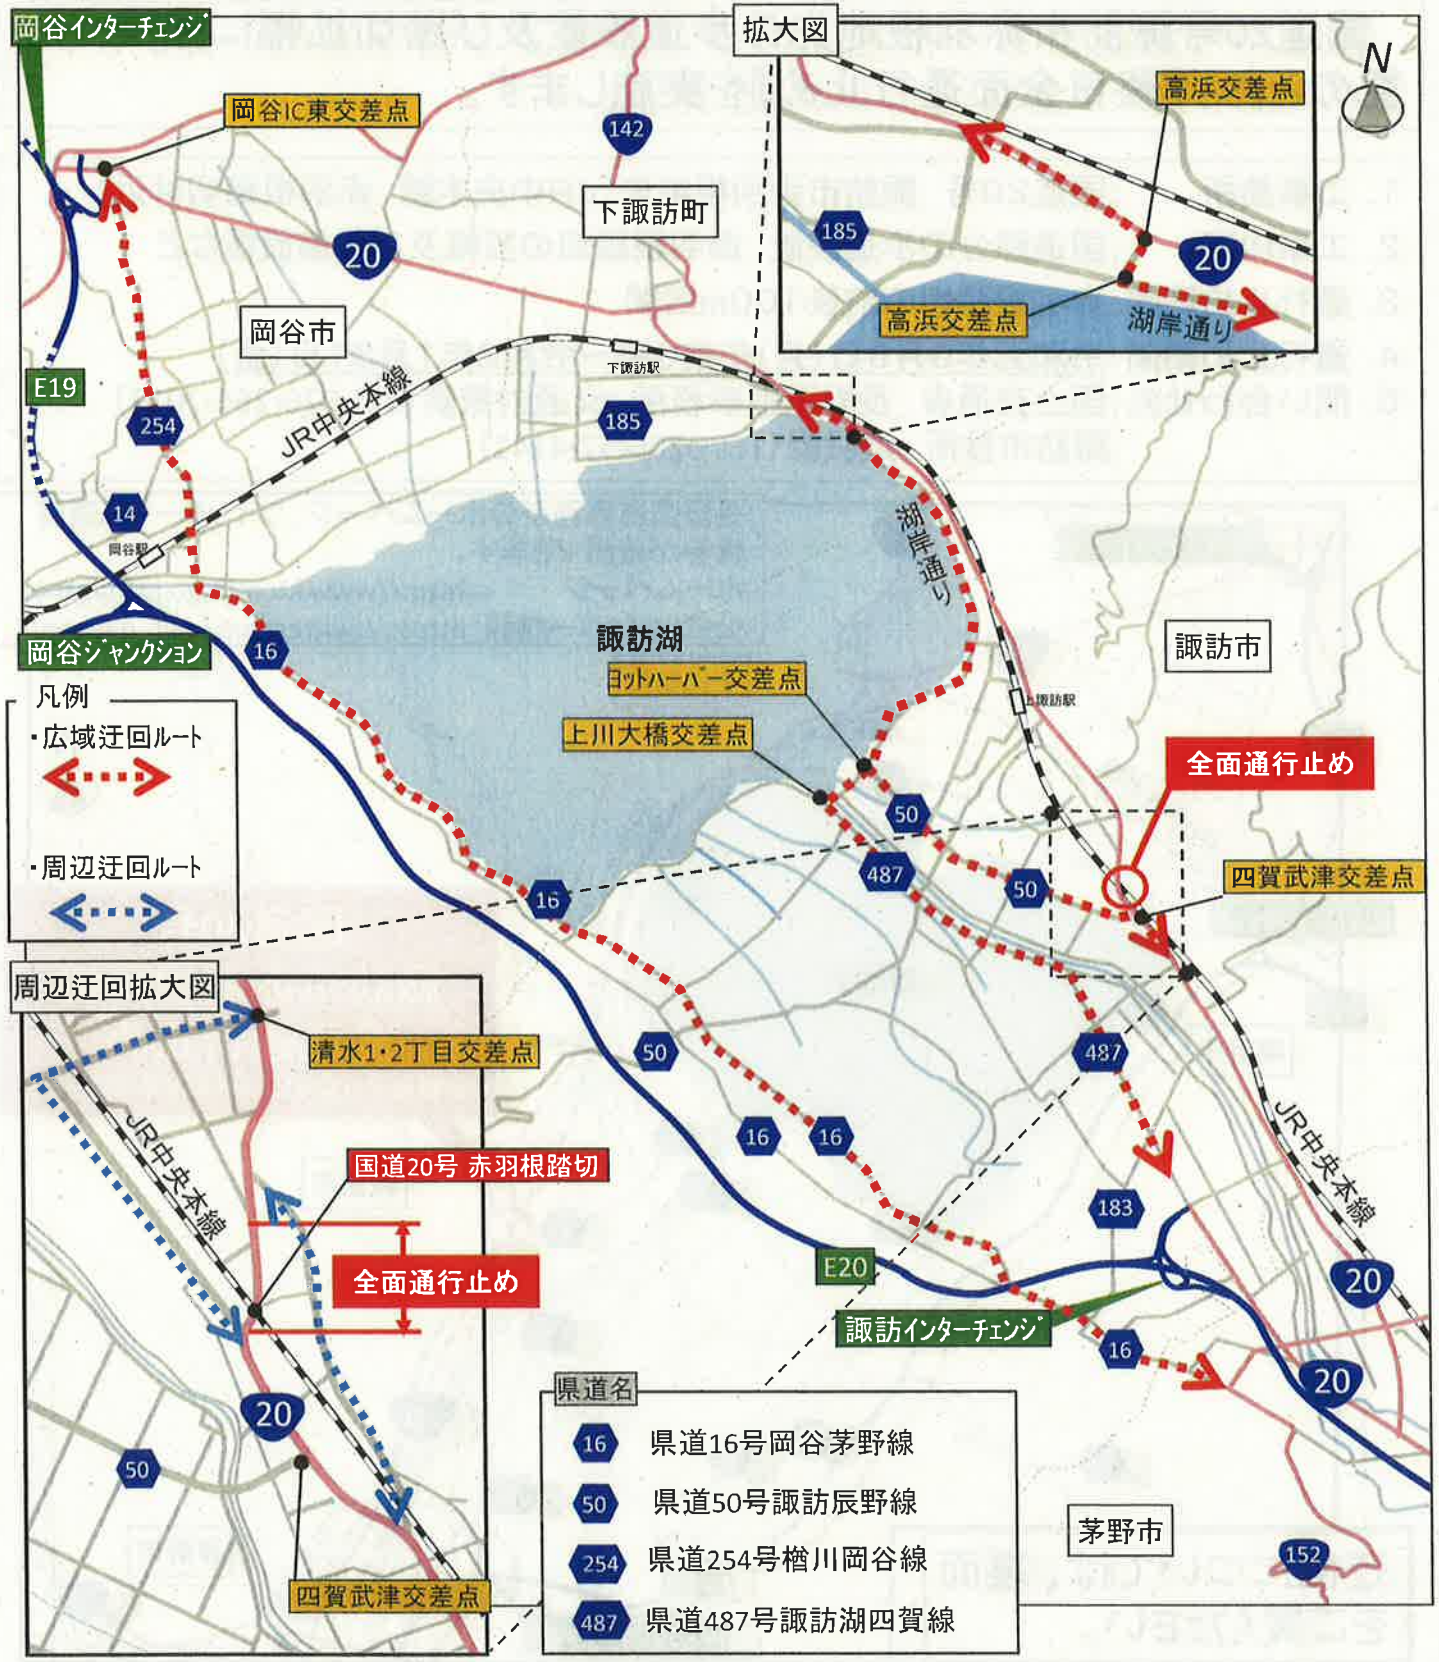 岡谷インターチェンジ
拡大図
N
岡谷IC東交差点
高浜交差点
142
下諏訪町
185
20
20
高浜交差点
湖岸通り
岡谷市
E19
下諏訪駅
JR中央本線
254
185
14
岡谷駅
湖岸通り
岡谷ジャンクション
16
諏訪湖
諏訪市
ヨットハーバー交差点
上諏訪駅
上川大橋交差点
凡例
・広域迂回ルート
・周辺迂回ルート
全面通行止め
50
487
50
四賀武津交差点
16
周辺迂回拡大図
清水1・2丁目交差点
50
487
JR中央本線
JR中央本線
16
16
国道20号 赤羽根踏切
183
全面通行止め
E20
20
諏訪インターチェンジ
16
20
20
県道名
50
16
県道16号岡谷茅野線
50
県道50号諏訪辰野線
254
県道254号楢川岡谷線
487
県道487号諏訪湖四賀線
茅野市
152
四賀武津交差点